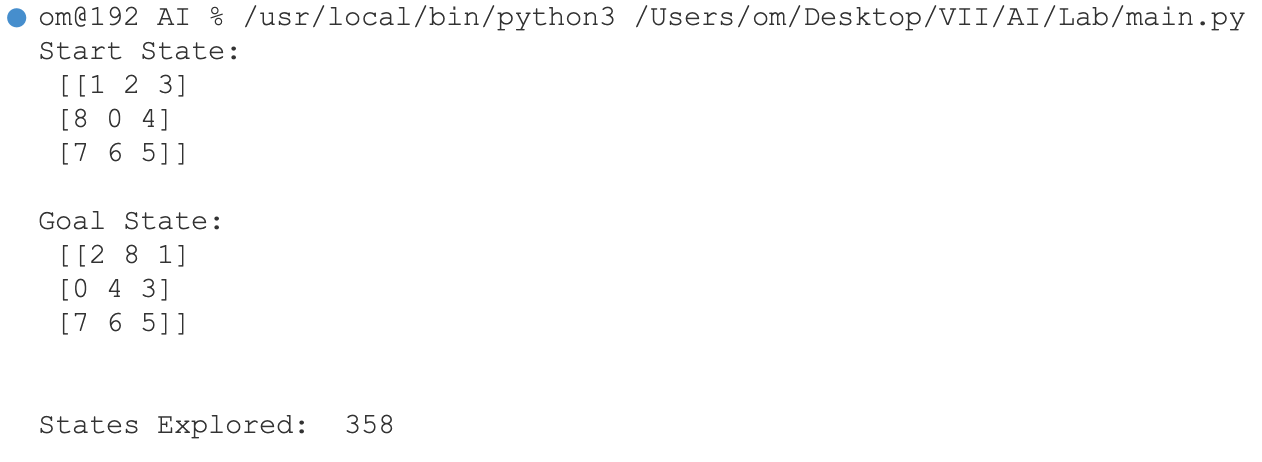 om@192 AI % /usr/local/bin/python3 /Users/om/Desktop/VII/AI/Lab/main.py
Start State:
[[1 2 3]
[8 0 4]
[7 6 5]]
Goal State:
[[2 8 1]
[0 4 3]
[7 6 5]]
States Explored:  358